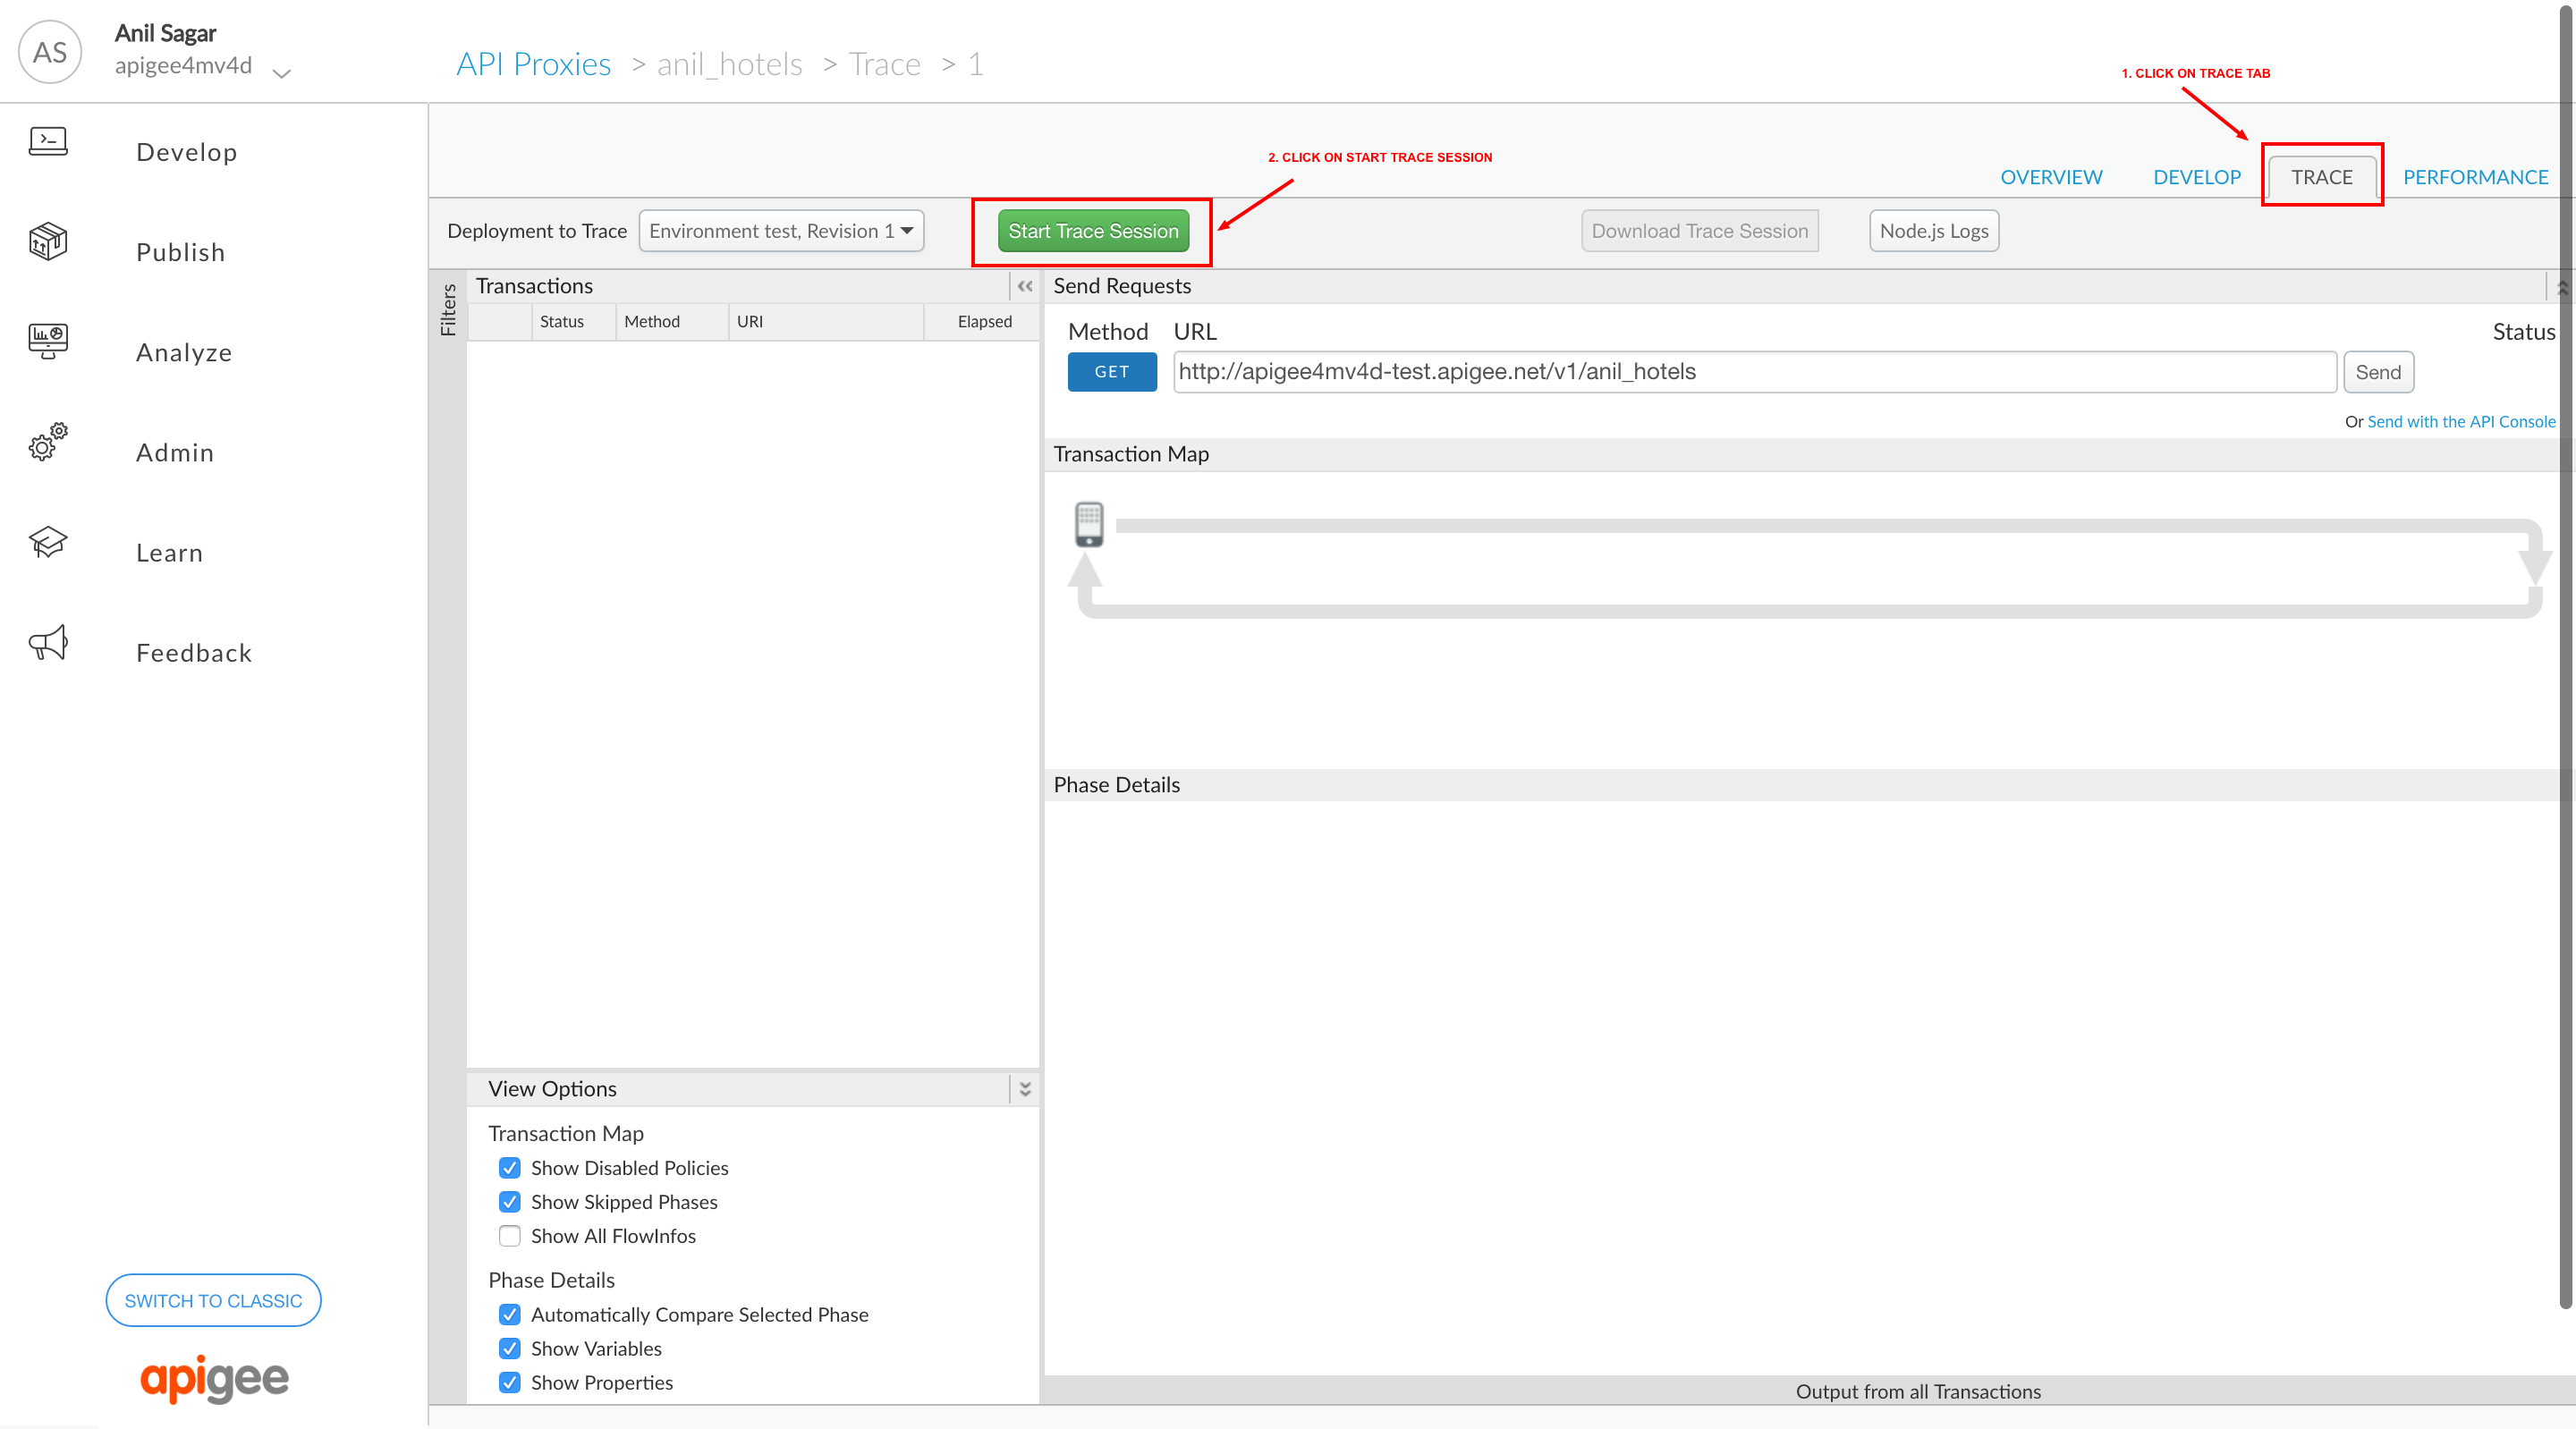 AS
Anil Sagar
apigee4mv4d
API Proxies > anil_hotels > Trace > 1
1. CLICK ON TRACE TAB
Develop
Publish
Analyze
Admin
Learn
Feedback
SWITCH TO CLASSIC
apigee
2. CLICK ON START TRACE SESSION
OVERVIEW DEVELOP TRACE PERFORMANCE
Deployment to Trace Environment test, Revision 1 Start Trace Session Download Trace Session Node.js Logs
Filters
Transactions
Status Method URI Elapsed
Send Requests
Method URL Status
GET http://apigee4mv4d-test.apigee.net/v1/anil_hotels Send
Or Send with the API Console
Transaction Map
Phase Details
View Options
Transaction Map
Show Disabled Policies
Show Skipped Phases
Show All FlowInfos
Phase Details
Automatically Compare Selected Phase
Show Variables
Show Properties
Output from all Transactions